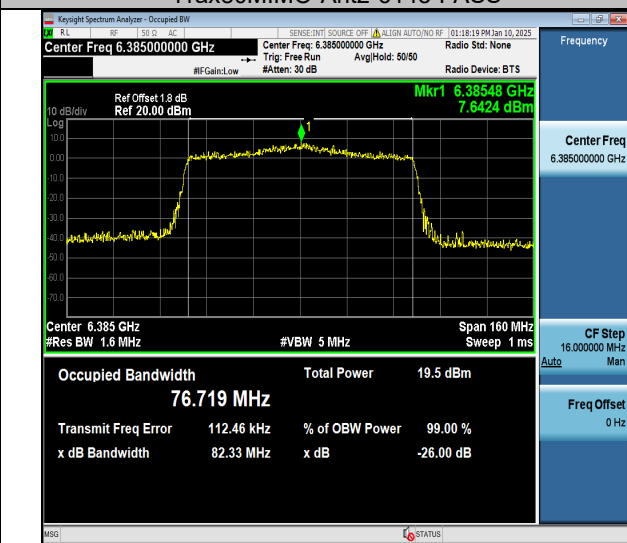 Keysight Spectrum Analyzer - Occupied BW
RL RF 50 Ω AC SENSE:INT SOURCE OFF ALIGN AUTO/NO RF 01:18:19 PM Jan 10, 2025
Center Freq 6.385000000 GHz
Center Freq: 6.385000000 GHz
Radio Std: None
Trig: Free Run Avg|Hold: 50/50
#IFGain:Low #Atten: 30 dB Radio Device: BTS
Frequency
Ref Offset 1.8 dB
Mkr1 6.38548 GHz
10 dB/div Ref 20.00 dBm 7.6424 dBm
Log
10.0
0.00
-10.0
-20.0
-30.0
-40.0
-50.0
-60.0
-70.0
1
Center Freq
6.385000000 GHz
Center 6.385 GHz Span 160 MHz
#Res BW 1.6 MHz #VBW 5 MHz Sweep 1 ms
CF Step
16.000000 MHz
Auto Man
Occupied Bandwidth Total Power 19.5 dBm
76.719 MHz
Transmit Freq Error 112.46 kHz % of OBW Power 99.00 %
x dB Bandwidth 82.33 MHz x dB -26.00 dB
Freq Offset
0 Hz
MSG STATUS